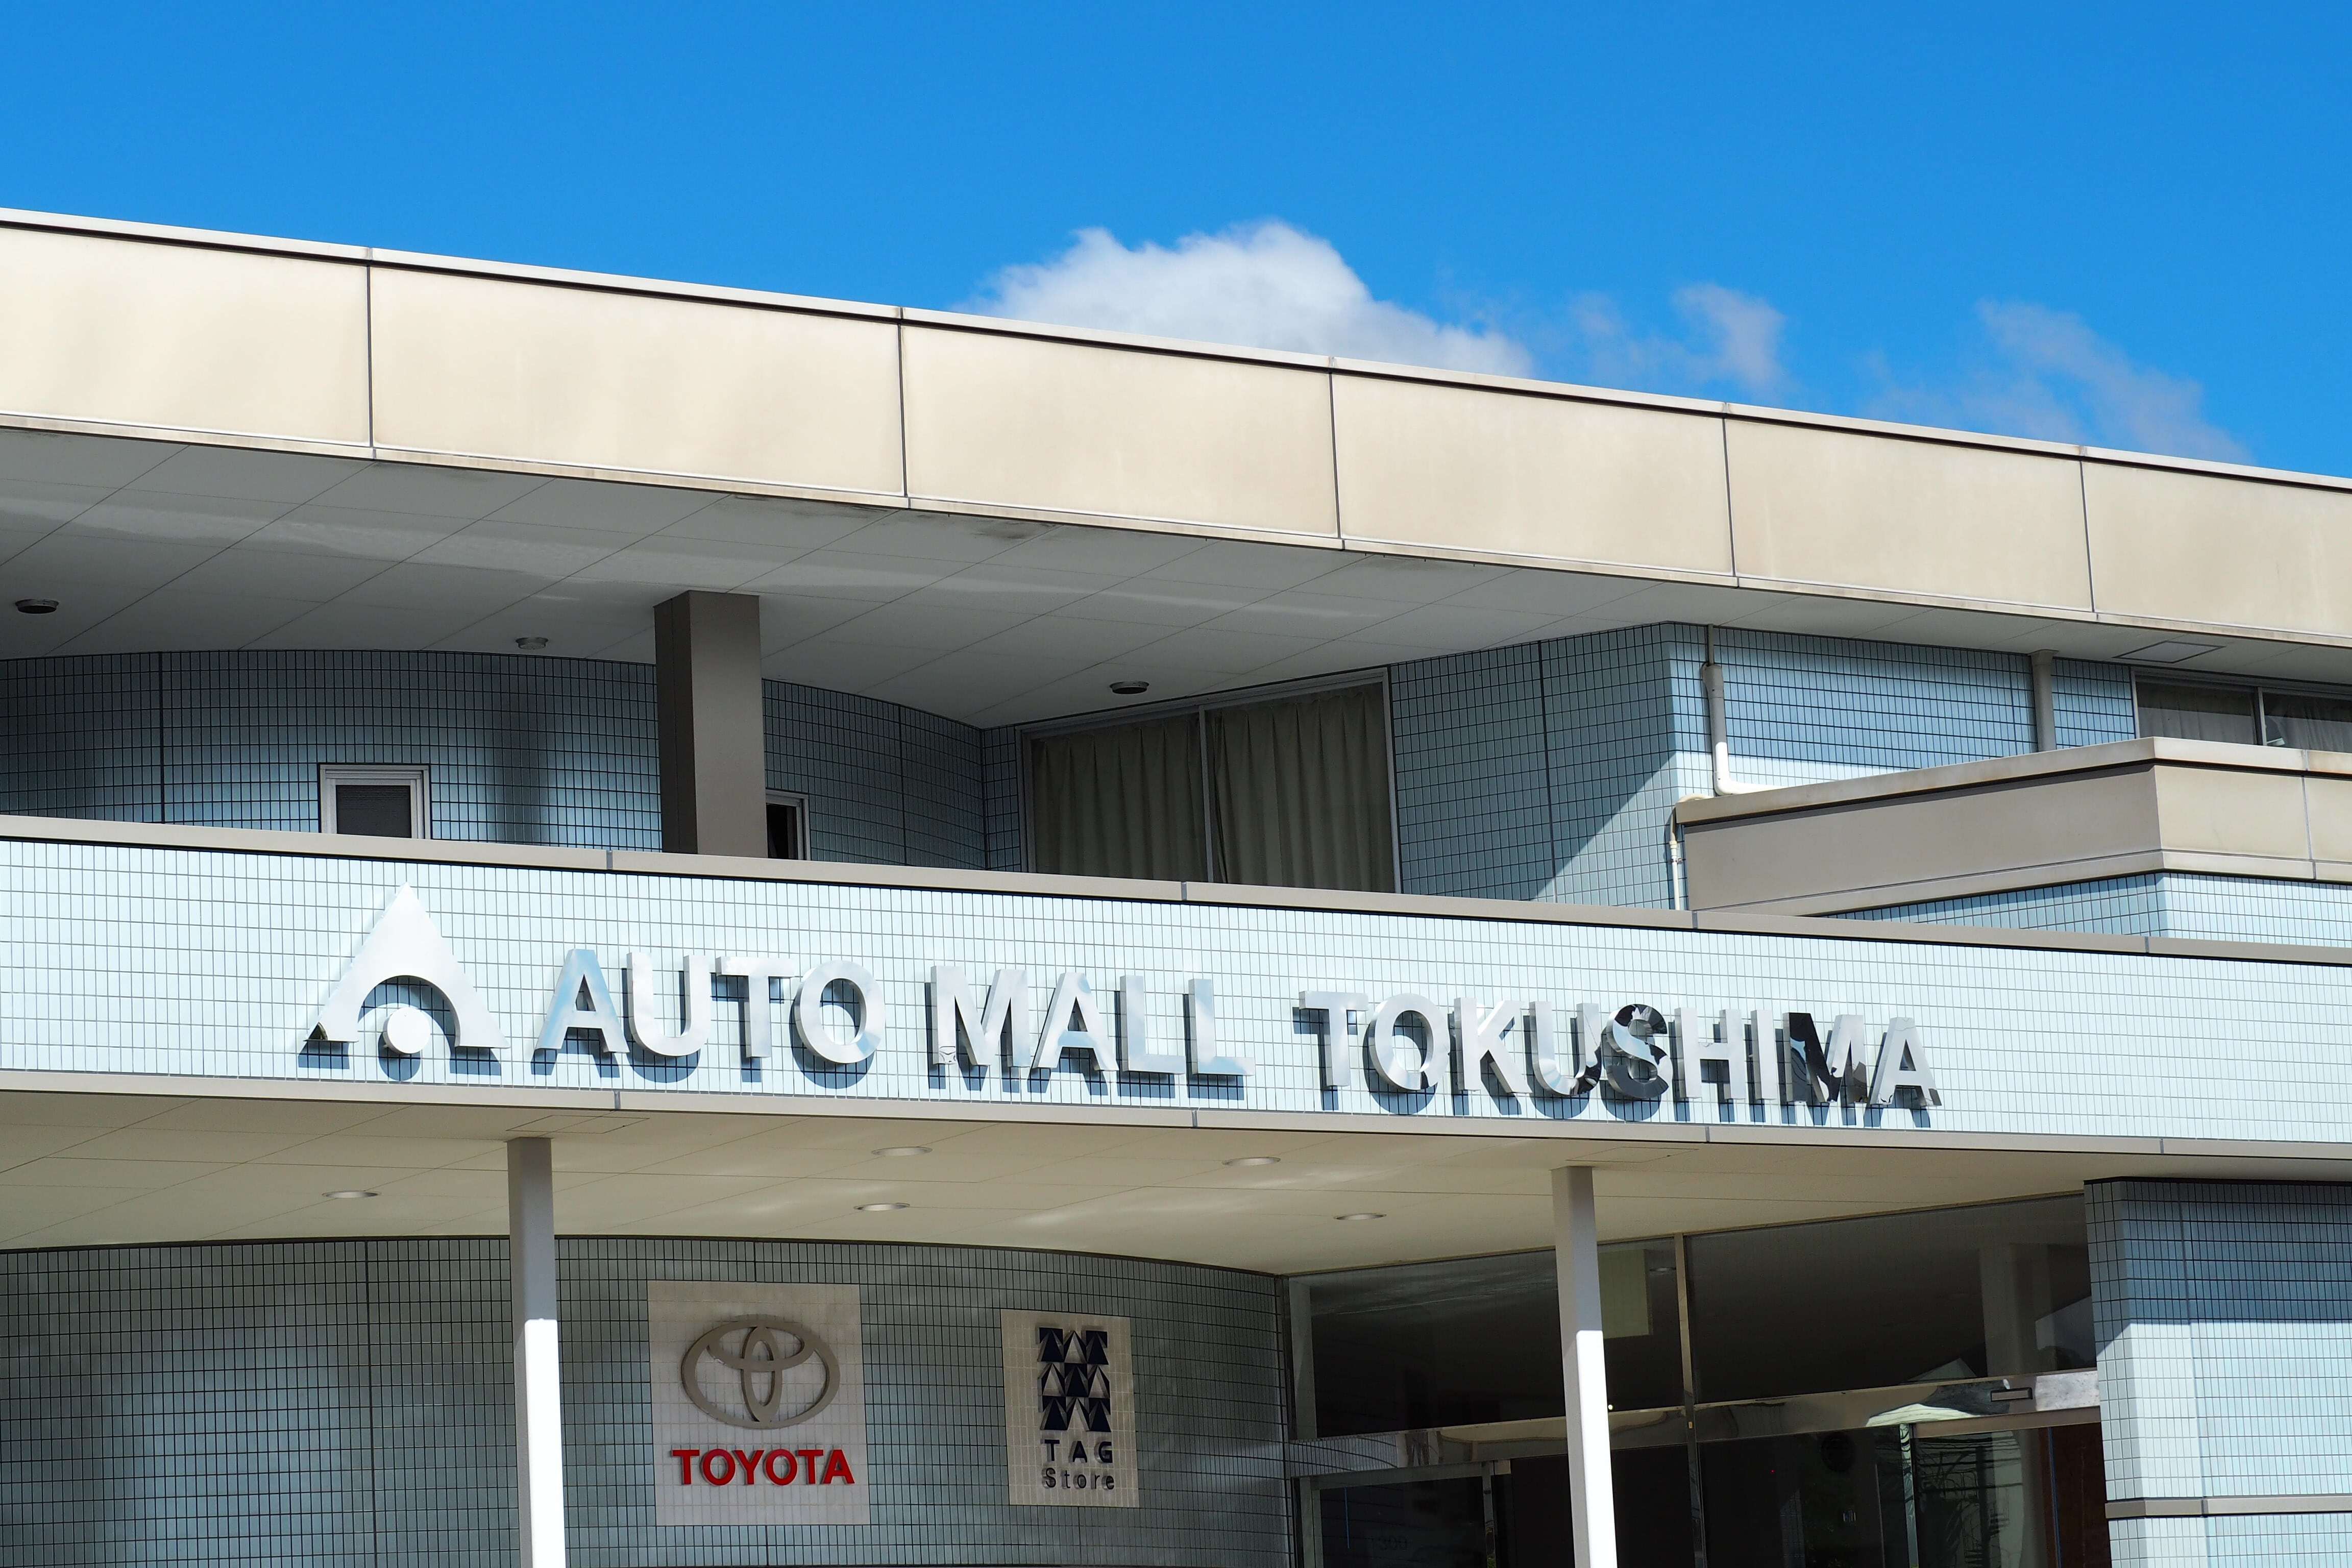 AUTO MALL TOKUSHIMA
TOYOTA
TAG
Store